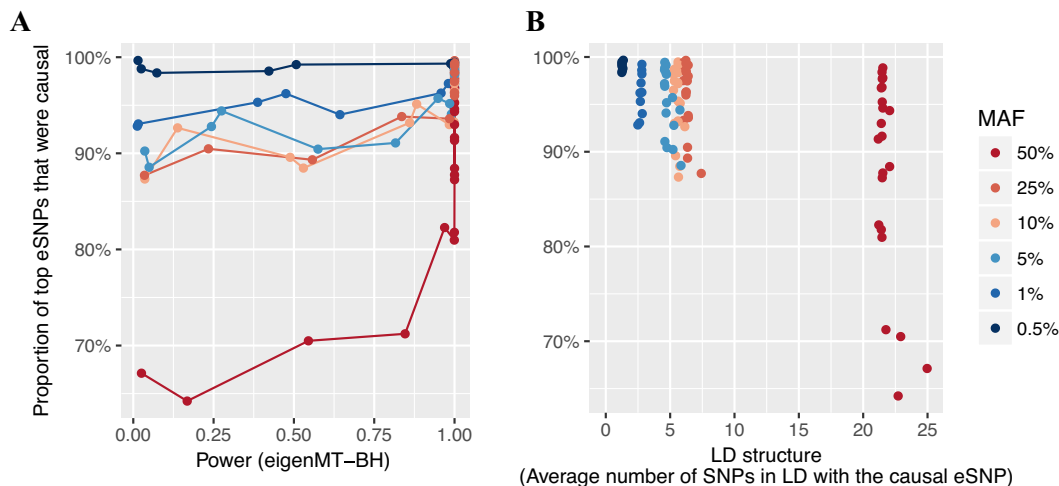 A
Proportion of top eSNPs that were causal
100%
90%
80%
70%
0.00 0.25 0.50 0.75 1.00
Power (eigenMT−BH)
B
100%
90%
80%
70%
0 5 10 15 20 25
LD structure
(Average number of SNPs in LD with the causal eSNP)
MAF
50%
25%
10%
5%
1%
0.5%